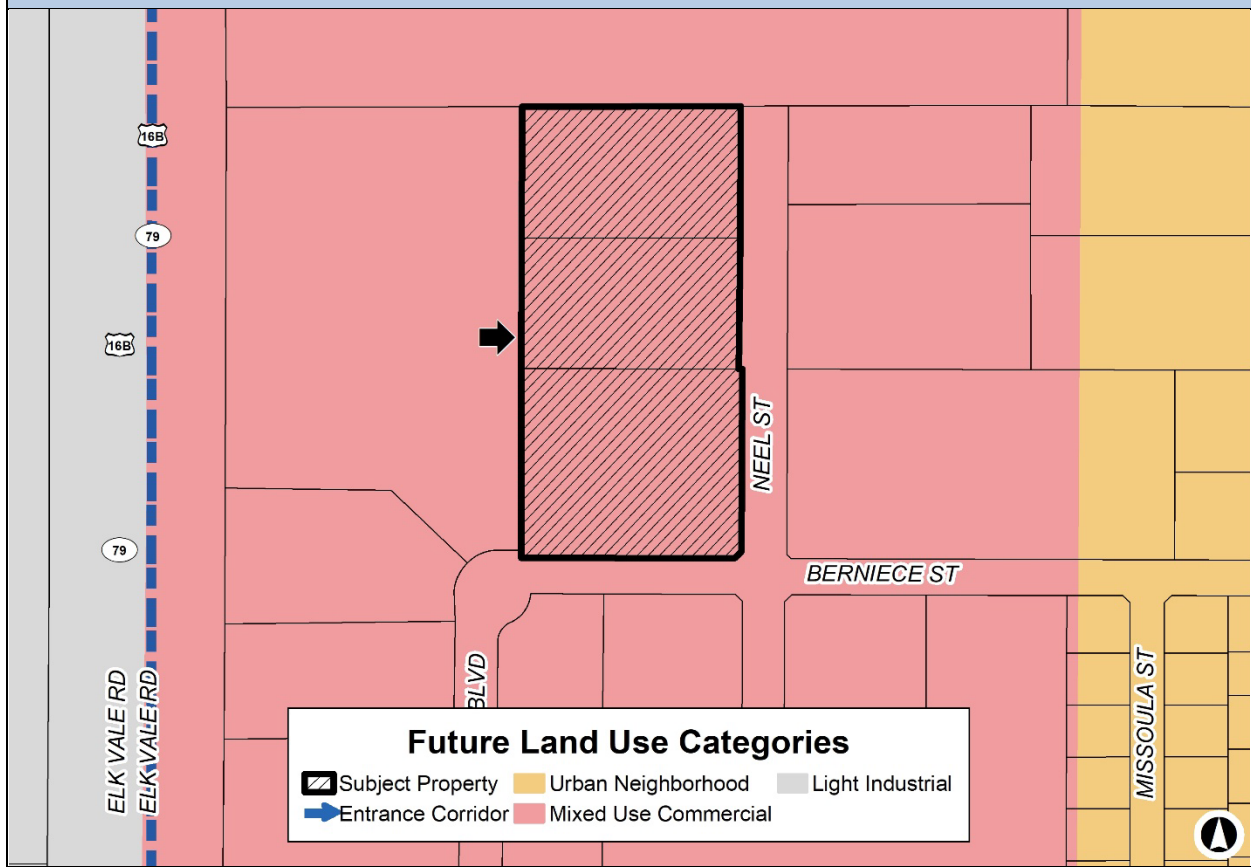 16B
79
16B
79
NEEL ST
BERNIECE ST
BLVD
ELK VALE RD
ELK VALE RD
MISSOULA ST
Future Land Use Categories
Subject Property Urban Neighborhood Light Industrial
Entrance Corridor Mixed Use Commercial